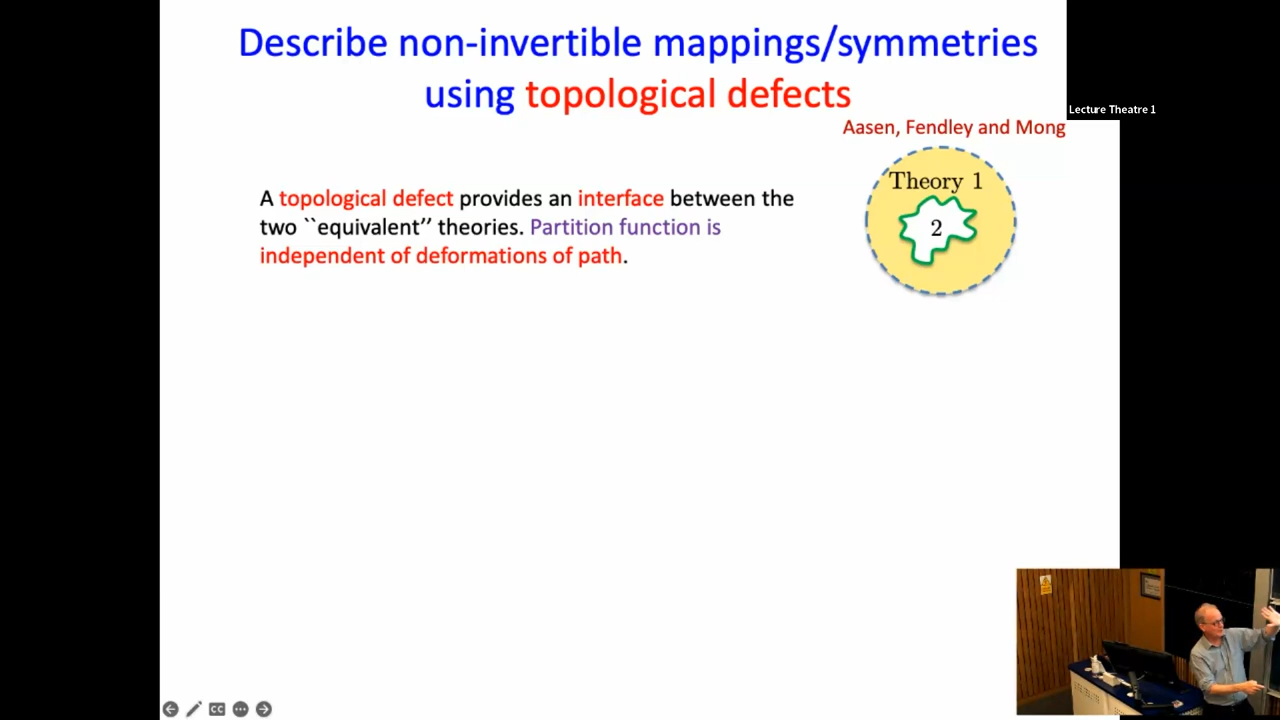 Describe non-invertible mappings/symmetries
using topological defects
Lecture Theatre 1
Aasen, Fendley and Mong
A topological defect provides an interface between the
two ``equivalent’’ theories. Partition function is
independent of deformations of path.
Theory 1
2
CC